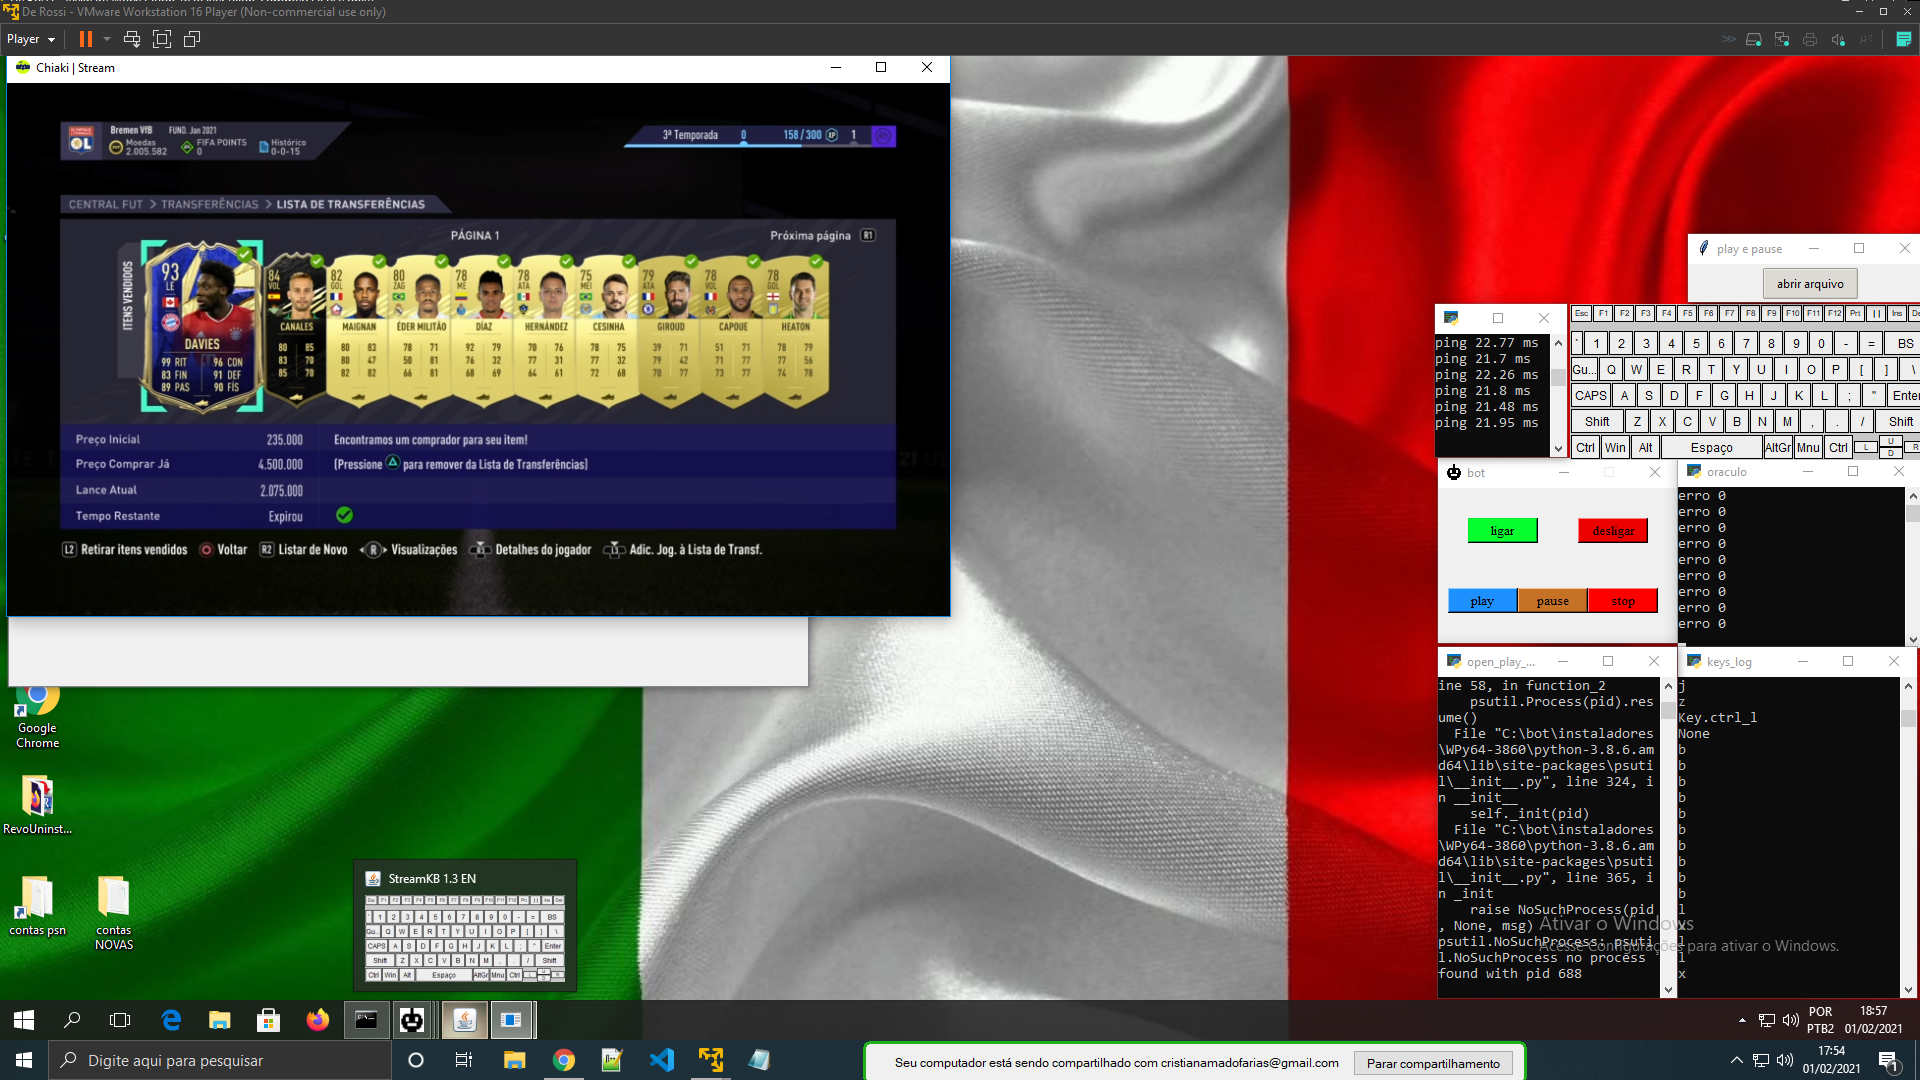 De Rossi - VMware Workstation 16 Player (Non-commercial use only)
Player
Chiaki | Stream
Bremen VfB
FUND. Jan 2021
Moedas
2.005.582
FIFA POINTS
0
Histórico
0-0-15
3ª Temporada
0
158 / 300
XP
1
CENTRAL FUT > TRANSFERÊNCIAS > LISTA DE TRANSFERÊNCIAS
PÁGINA 1
Próxima página R1
ITENS VENDIDOS
93
LE
DAVIES
99 RIT 96 CON
83 FIN 91 DEF
89 PAS 90 FÍS
84
VOL
CANALES
80 85
83 70
85 70
82
GOL
MAIGNAN
80 83
80 47
82 82
80
ZAG
ÉDER MILITÃO
78 71
50 81
66 81
78
ME
DÍAZ
92 79
76 32
78 68
78
ATA
HERNÁNDEZ
70 76
77 31
64 61
75
MEI
CESINHA
78 75
77 32
72 68
79
ATA
GIROUD
39 71
79 42
70 77
78
VOL
CAPOUE
51 71
71 77
73 77
78
GOL
HEATON
78 79
77 56
74 78
Preço Inicial 235.000
Preço Comprar Já 4.500.000
Lance Atual 2.075.000
Tempo Restante Expirou
Encontramos um comprador para seu item!
(Pressione para remover da Lista de Transferências)
L2 Retirar itens vendidos Voltar R2 Listar de Novo R Visualizações Detalhes do jogador Adic. Jog. à Lista de Transf.
Google
Chrome
RevoUninst...
contas psn
contas
NOVAS
StreamKB 1.3 EN
play e pause
abrir arquivo
ping 22.77 ms
ping 21.7 ms
ping 22.26 ms
ping 21.8 ms
ping 21.48 ms
ping 21.95 ms
Esc F1 F2 F3 F4 F5 F6 F7 F8 F9 F10 F11 F12 Prt Ins De
` 1 2 3 4 5 6 7 8 9 0 - = BS
Gu... Q W E R T Y U I O P [ ] \
CAPS A S D F G H J K L ; " Enter
Shift Z X C V B N M , . / Shift
Ctrl Win Alt Espaço AltGr Mnu Ctrl L U D R
bot
ligar
desligar
play
pause
stop
oraculo
erro 0
erro 0
erro 0
erro 0
erro 0
erro 0
erro 0
erro 0
erro 0
open_play_...
ine 58, in function_2
psutil.Process(pid).res
ume()
File "C:\bot\instaladores
\WPy64-3860\python-3.8.6.am
d64\lib\site-packages\psuti
l\__init__.py", line 324, i
n __init__
self._init(pid)
File "C:\bot\instaladores
\WPy64-3860\python-3.8.6.am
d64\lib\site-packages\psuti
l\__init__.py", line 365, i
n _init
raise NoSuchProcess(pid
, None, msg)
psutil.NoSuchProcess: psuti
l.NoSuchProcess no process
found with pid 688
keys_log
j
z
Key.ctrl_l
None
b
b
b
b
b
b
b
b
b
b
l
x
l
l
x
Ativar o Windows
Acesse Configurações para ativar o Windows.
POR
PTB2
18:57
01/02/2021
Digite aqui para pesquisar
Seu computador está sendo compartilhado com cristianamadofarias@gmail.com
Parar compartilhamento
17:54
01/02/2021
1